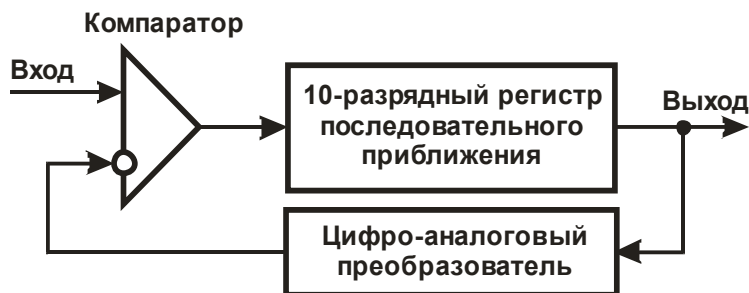 Компаратор
Вход
10-разрядный регистр
последовательного
приближения
Выход
Цифро-аналоговый
преобразователь